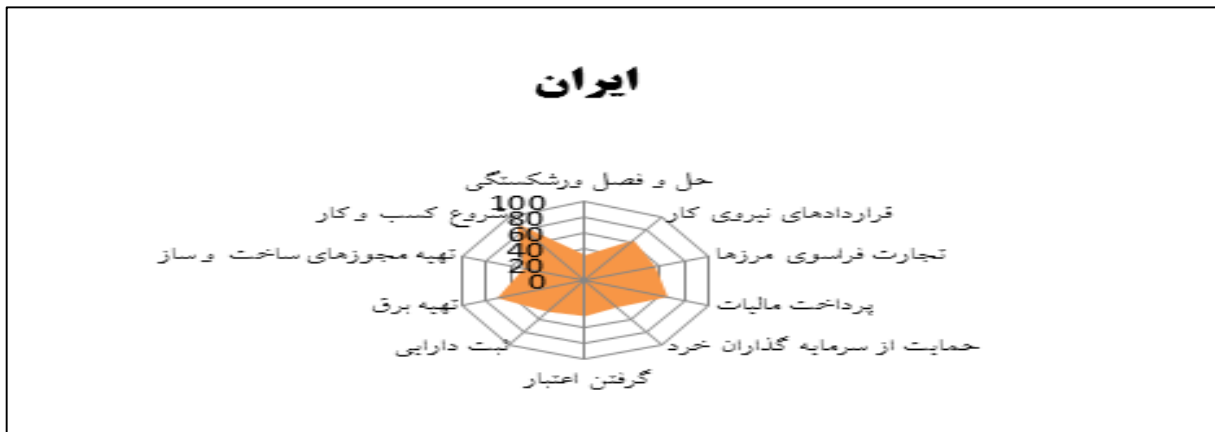 ایران
حل و فصل ورشکستگی
قراردادهای نیروی کار
تجارت فراسوی مرزها
پرداخت مالیات
حمایت از سرمایه گذاران خرد
گرفتن اعتبار
ثبت دارایی
تهیه برق
تهیه مجوزهای ساخت و ساز
شروع کسب و کار
100
80
60
40
20
0